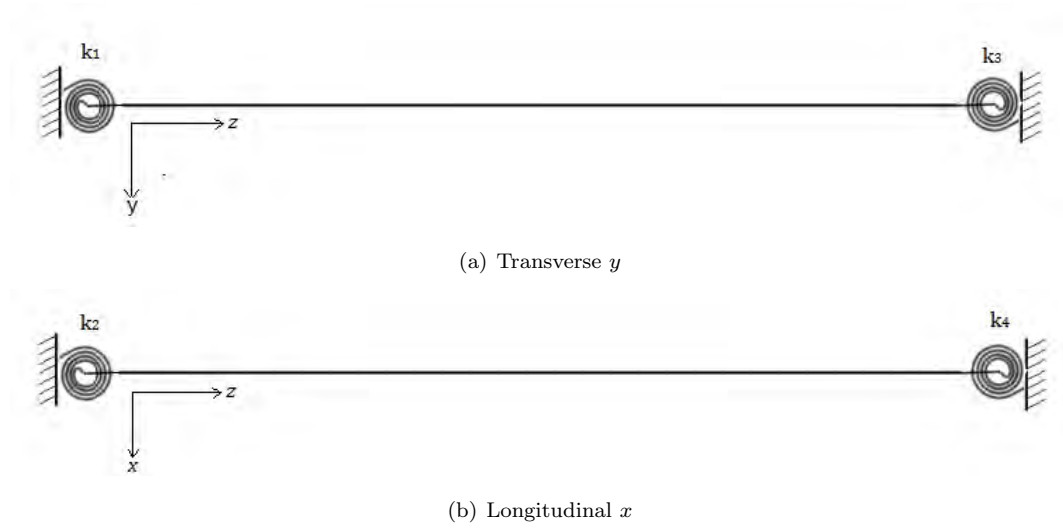 k1
k3
z
y
(a) Transverse y
k2
k4
z
x
(b) Longitudinal x